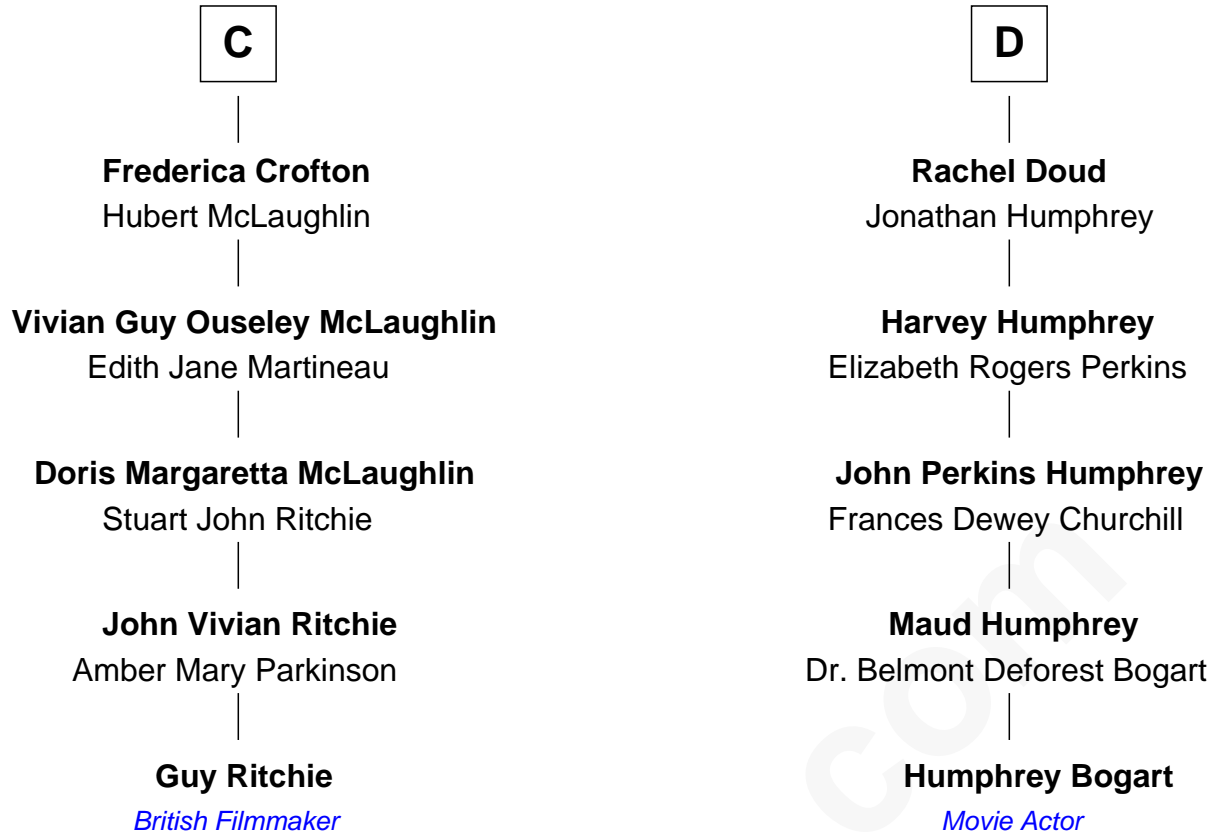 C
Frederica Crofton
Hubert McLaughlin
Vivian Guy Ouseley McLaughlin
Edith Jane Martineau
Doris Margaretta McLaughlin
Stuart John Ritchie
John Vivian Ritchie
Amber Mary Parkinson
Guy Ritchie
British Filmmaker
D
Rachel Doud
Jonathan Humphrey
Harvey Humphrey
Elizabeth Rogers Perkins
John Perkins Humphrey
Frances Dewey Churchill
Maud Humphrey
Dr. Belmont Deforest Bogart
Humphrey Bogart
Movie Actor
com